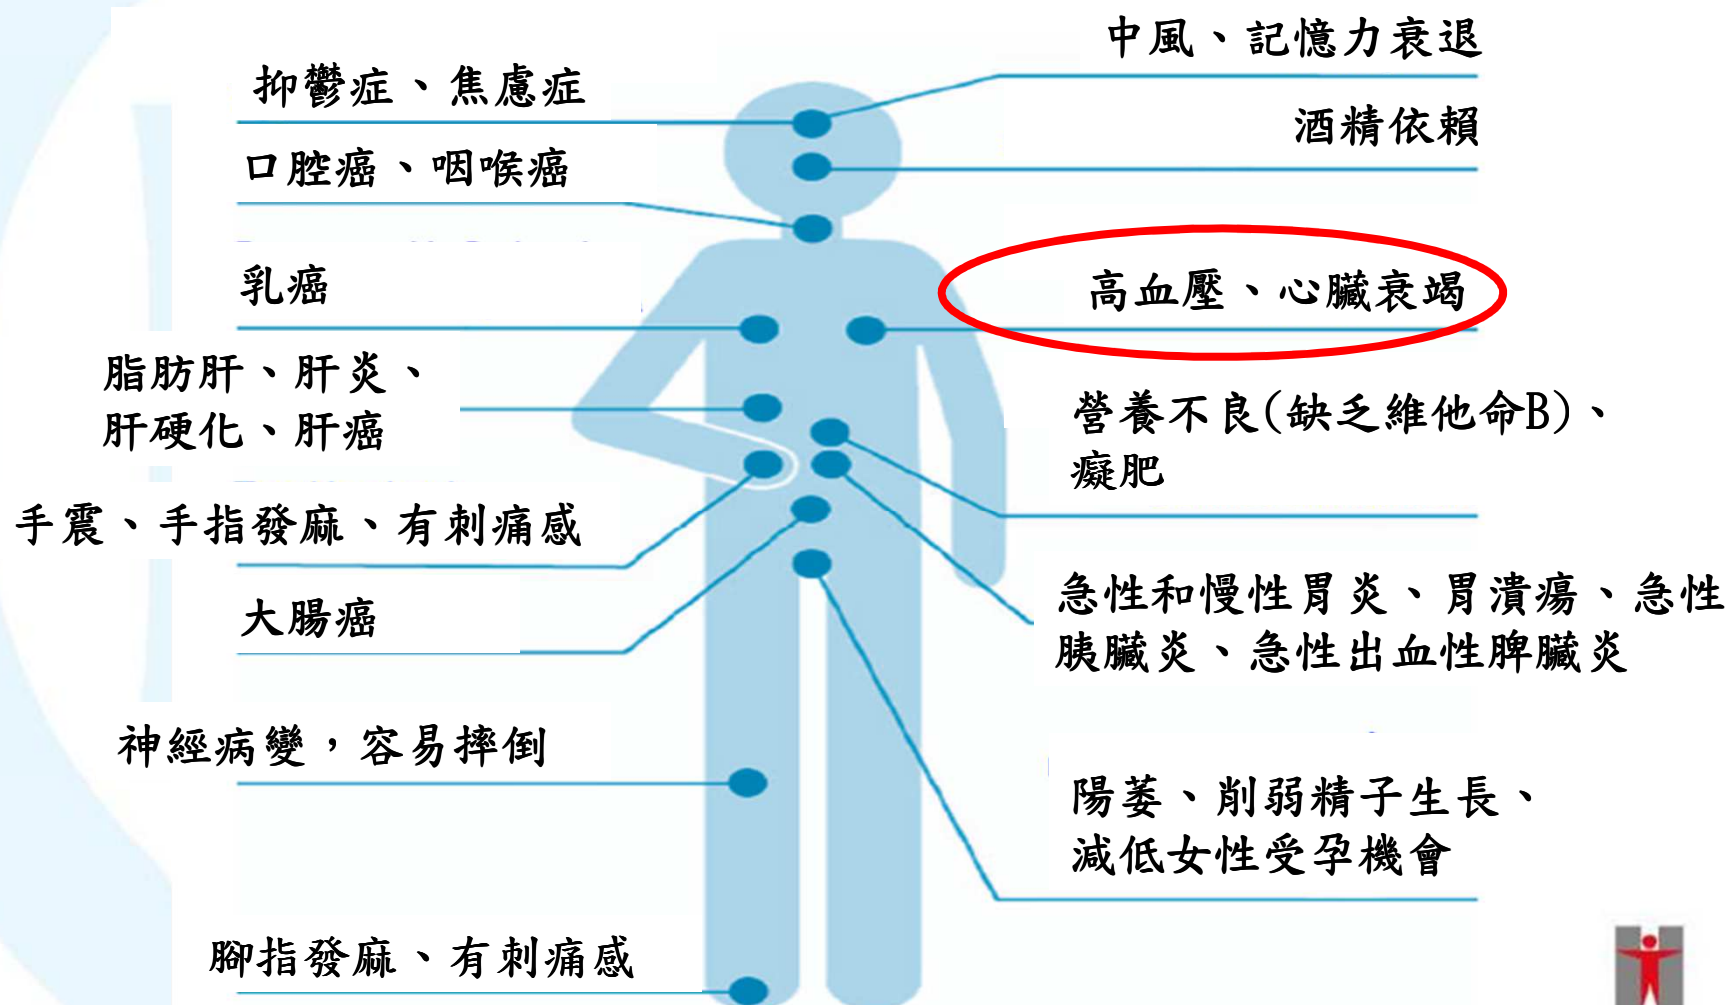 中風、記憶力衰退
抑鬱症、焦慮症
酒精依賴
口腔癌、咽喉癌
高血壓、心臟衰竭
乳癌
脂肪肝、肝炎、
肝硬化、肝癌
營養不良(缺乏維他命B)、
癡肥
手震、手指發麻、有刺痛感
急性和慢性胃炎、胃潰瘍、急性
胰臟炎、急性出血性脾臟炎
大腸癌
神經病變，容易摔倒
陽萎、削弱精子生長、
減低女性受孕機會
腳指發麻、有刺痛感